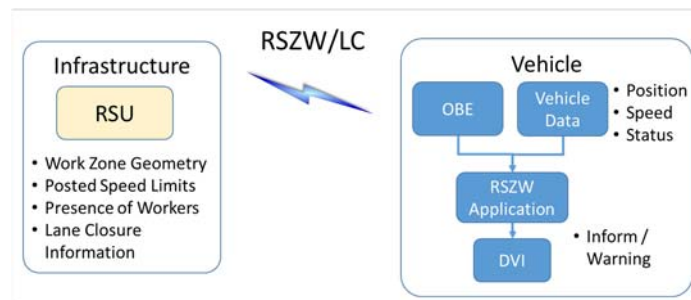 RSZW/LC
Infrastructure
RSU
• Work Zone Geometry
• Posted Speed Limits
• Presence of Workers
• Lane Closure
Information
Vehicle
OBE
Vehicle
Data
• Position
• Speed
• Status
RSZW
Application
DVI
• Inform /
Warning